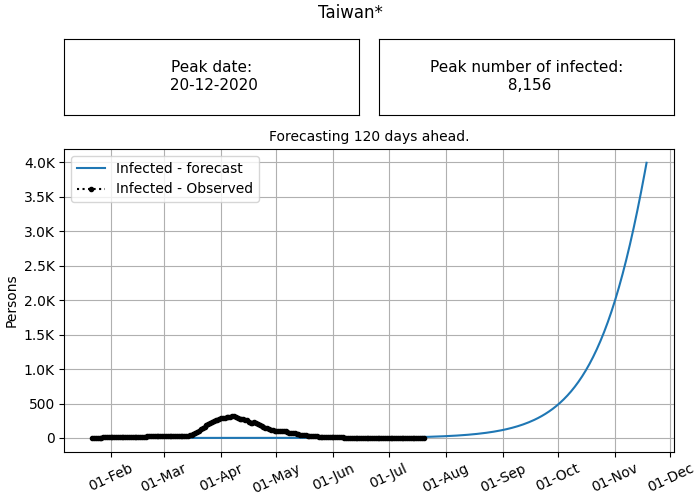 Taiwan*
Peak date:
20-12-2020
Peak number of infected:
8,156
Forecasting 120 days ahead.
Infected - forecast
Infected - Observed
4.0K
3.5K
3.0K
2.5K
2.0K
1.5K
1.0K
500
0
Persons
01-Feb
01-Mar
01-Apr
01-May
01-Jun
01-Jul
01-Aug
01-Sep
01-Oct
01-Nov
01-Dec